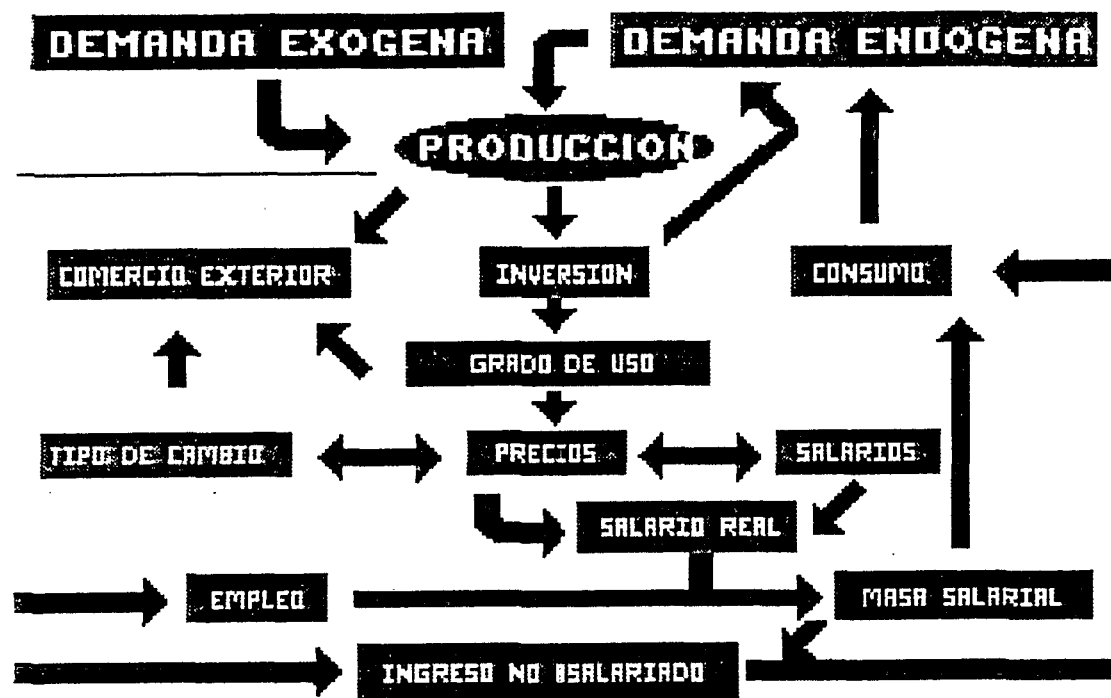 DEMANDA EXOGENA
DEMANDA ENDOGENA
PRODUCCION
COMERCIO EXTERIOR
INVERSION
CONSUMO
GRADO DE USO
TIPO DE CAMBIO
PRECIOS
SALARIOS
SALARIO REAL
EMPLEO
MASA SALARIAL
INGRESO NO ASALARIADO